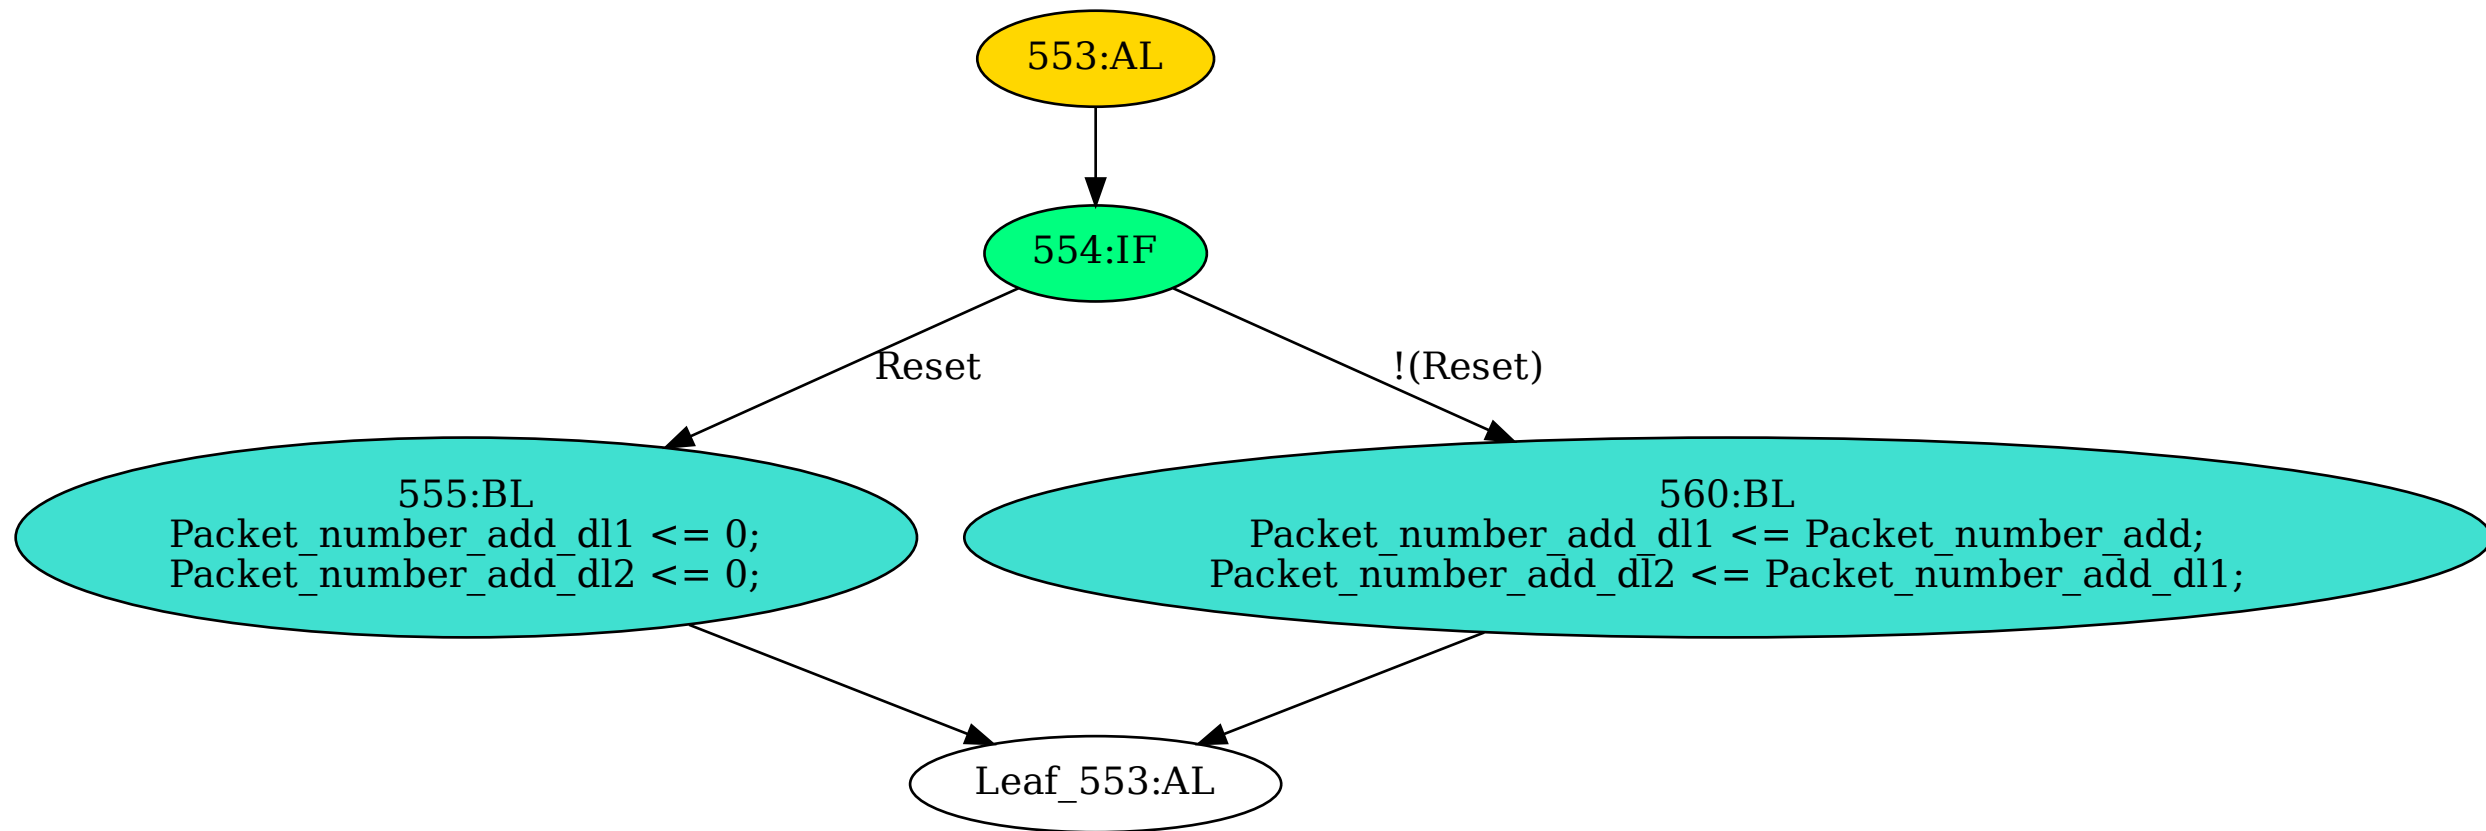 553:AL
554:IF
Reset
!(Reset)
555:BL
Packet_number_add_dl1 <= 0;
Packet_number_add_dl2 <= 0;
560:BL
Packet_number_add_dl1 <= Packet_number_add;
Packet_number_add_dl2 <= Packet_number_add_dl1;
Leaf_553:AL